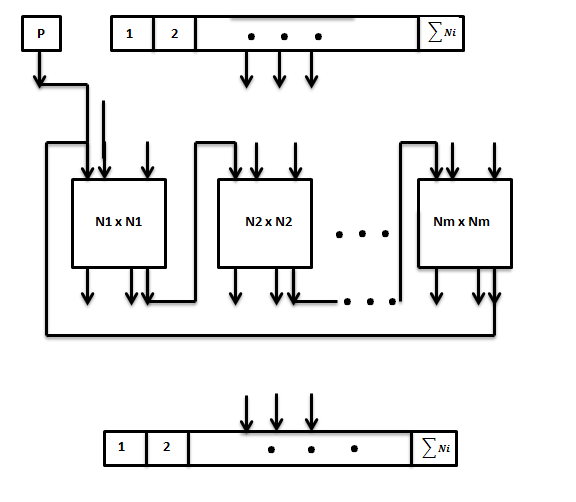 P
1 2 . . . ∑Ni
N1 x N1 N2 x N2 . . . Nm x Nm
. . .
1 2 . . . ∑Ni